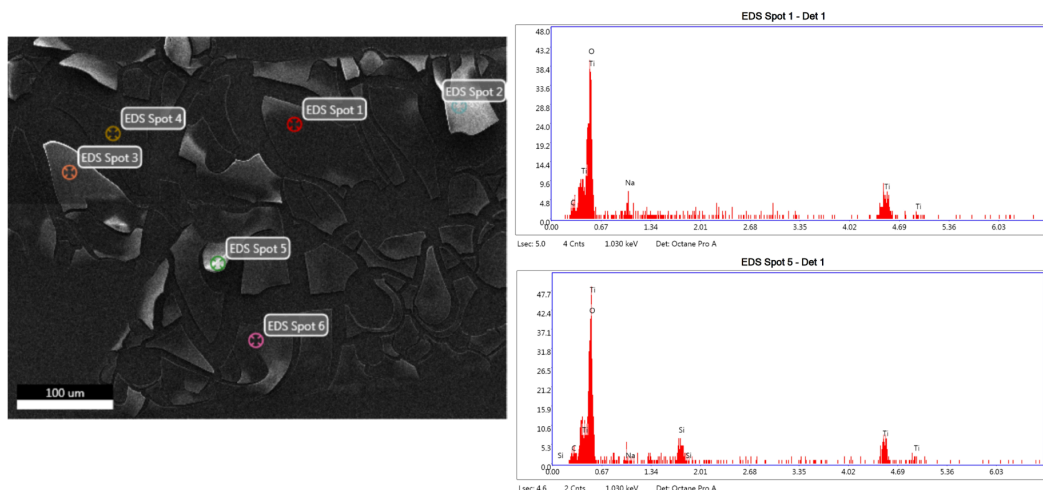 EDS Spot 2
EDS Spot 1
EDS Spot 4
EDS Spot 3
EDS Spot 5
EDS Spot 6
100 um
EDS Spot 1 - Det 1
48.0
43.2
38.4
33.6
28.8
24.0
19.2
14.4
9.6
4.8
0.0
O
Ti
Ti
C
Na
Ti
Ti
0.00 0.67 1.34 2.01 2.68 3.35 4.02 4.69 5.36 6.03
Lsec: 5.0 4 Cnts 1.030 keV Det: Octane Pro A
EDS Spot 5 - Det 1
47.7
42.4
37.1
31.8
26.5
21.2
15.9
10.6
5.3
0.0
Ti
O
Ti
Si
C
Na
Si
Si
Ti
Ti
0.00 0.67 1.34 2.01 2.68 3.35 4.02 4.69 5.36 6.03
Lsec: 4.6 2 Cnts 1.030 keV Det: Octane Pro A